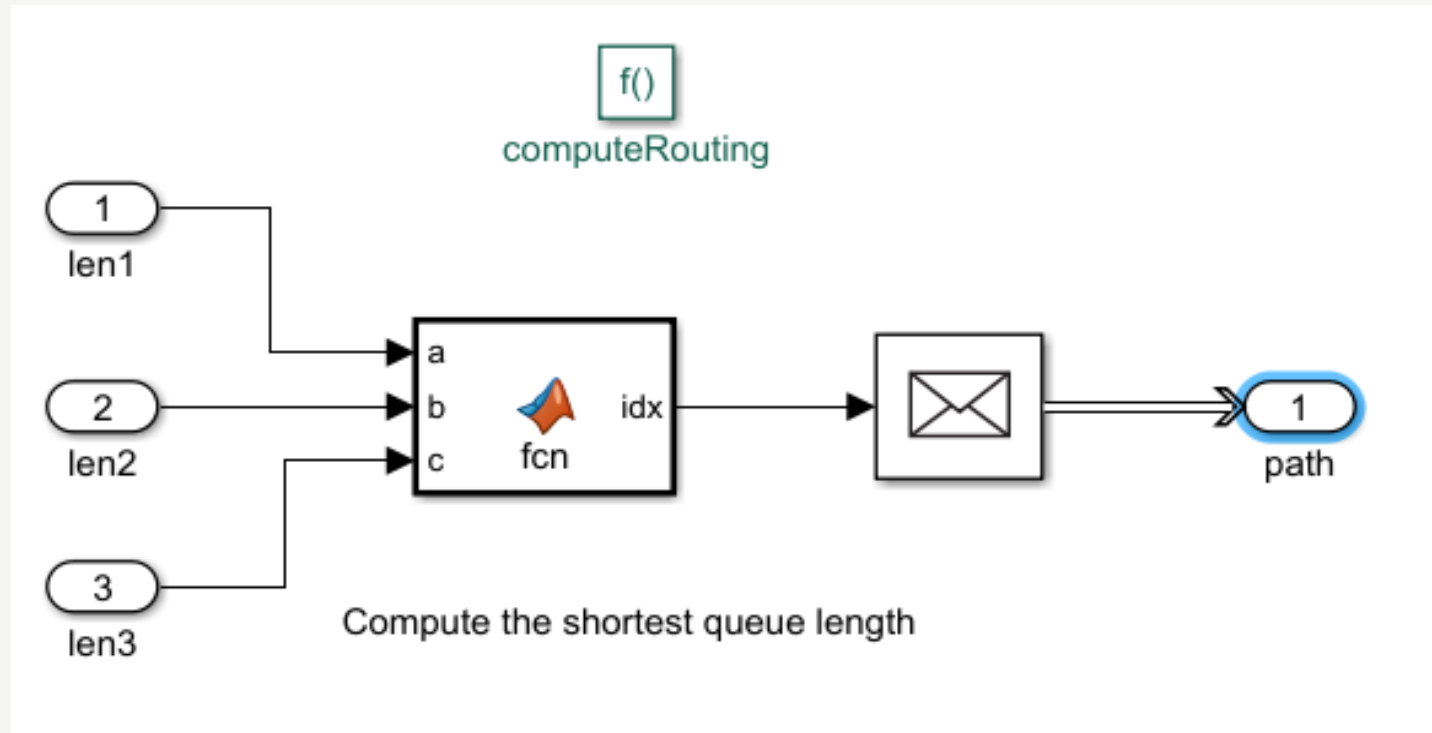 f()
computeRouting
1
len1
a
2
b
idx
1
len2
c
fcn
path
3
len3
Compute the shortest queue length